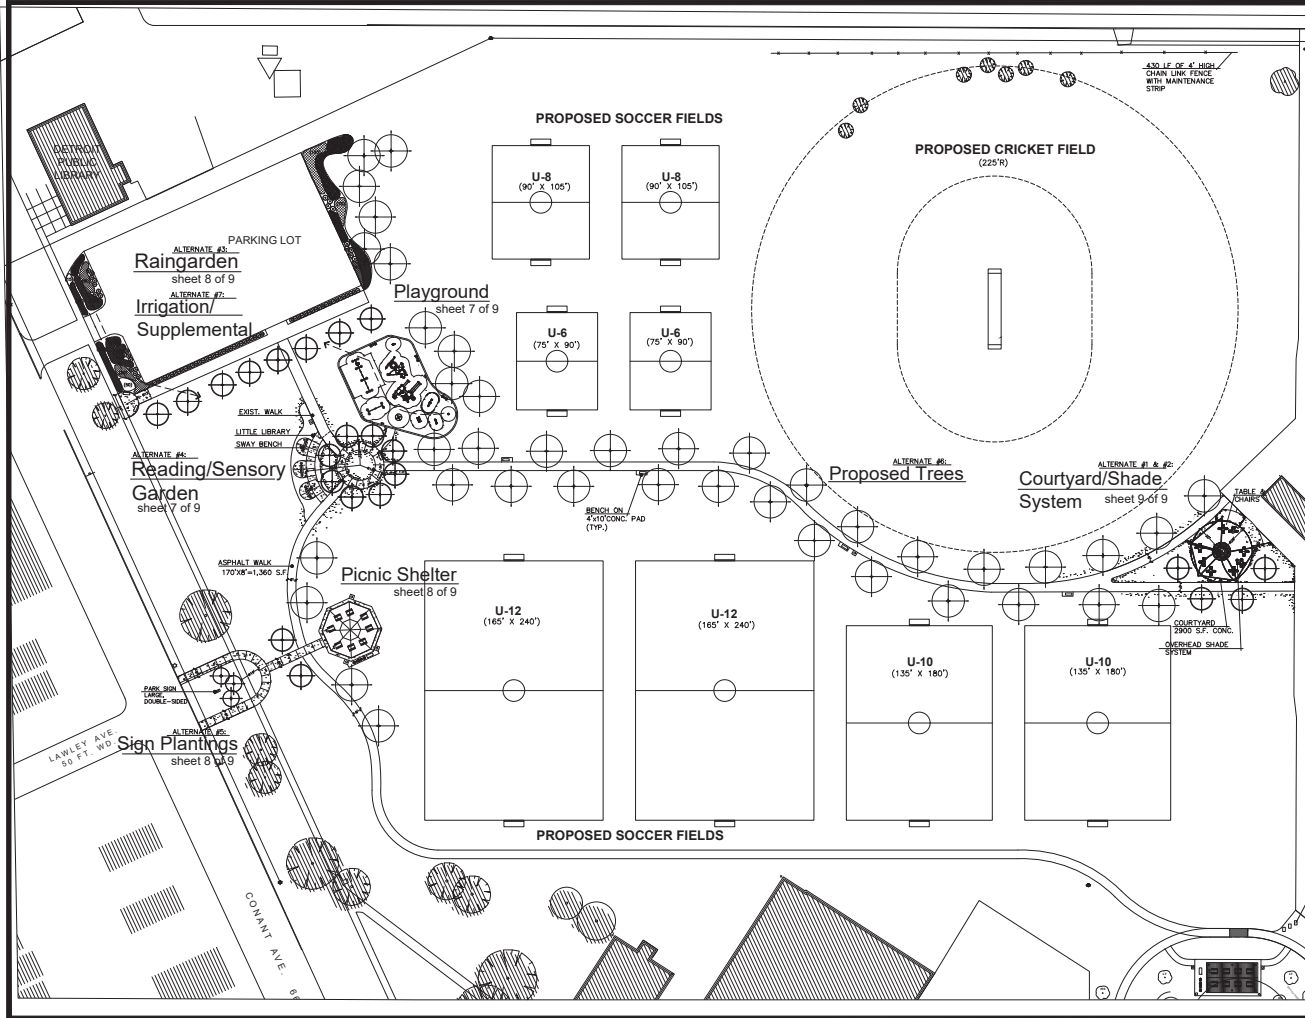 430 LF OF 4' HIGH
CHAIN LINK FENCE
WITH MAINTENANCE
STRIP
PROPOSED SOCCER FIELDS
PROPOSED CRICKET FIELD
(225'R)
DETROIT
PUBLIC
LIBRARY
U-8
(90' X 105')
U-8
(90' X 105')
PARKING LOT
ALTERNATE #3:
Raingarden
sheet 8 of 9
ALTERNATE #7:
Irrigation/
Supplemental
Playground
sheet 7 of 9
U-6
(75' X 90')
U-6
(75' X 90')
EXIST. WALK
LITTLE LIBRARY
SWAY BENCH
ALTERNATE #4:
Reading/Sensory
Garden
sheet 7 of 9
ALTERNATE #6:
Proposed Trees
ALTERNATE #1 & #2:
Courtyard/Shade
System sheet 9 of 9
TABLE &
CHAIRS
BENCH ON
4'x10'CONC. PAD
(TYP.)
ASPHALT WALK
170'X8'=1,360 S.F.
Picnic Shelter
sheet 8 of 9
U-12
(165' X 240')
U-12
(165' X 240')
COURTYARD
2900 S.F. CONC.
OVERHEAD SHADE
SYSTEM
U-10
(135' X 180')
U-10
(135' X 180')
PARK SIGN
LARGE,
DOUBLE-SIDED
ALTERNATE #5:
Sign Plantings
sheet 8 of 9
LAWLEY AVE.
50 FT. WD.
PROPOSED SOCCER FIELDS
CONANT AVE.